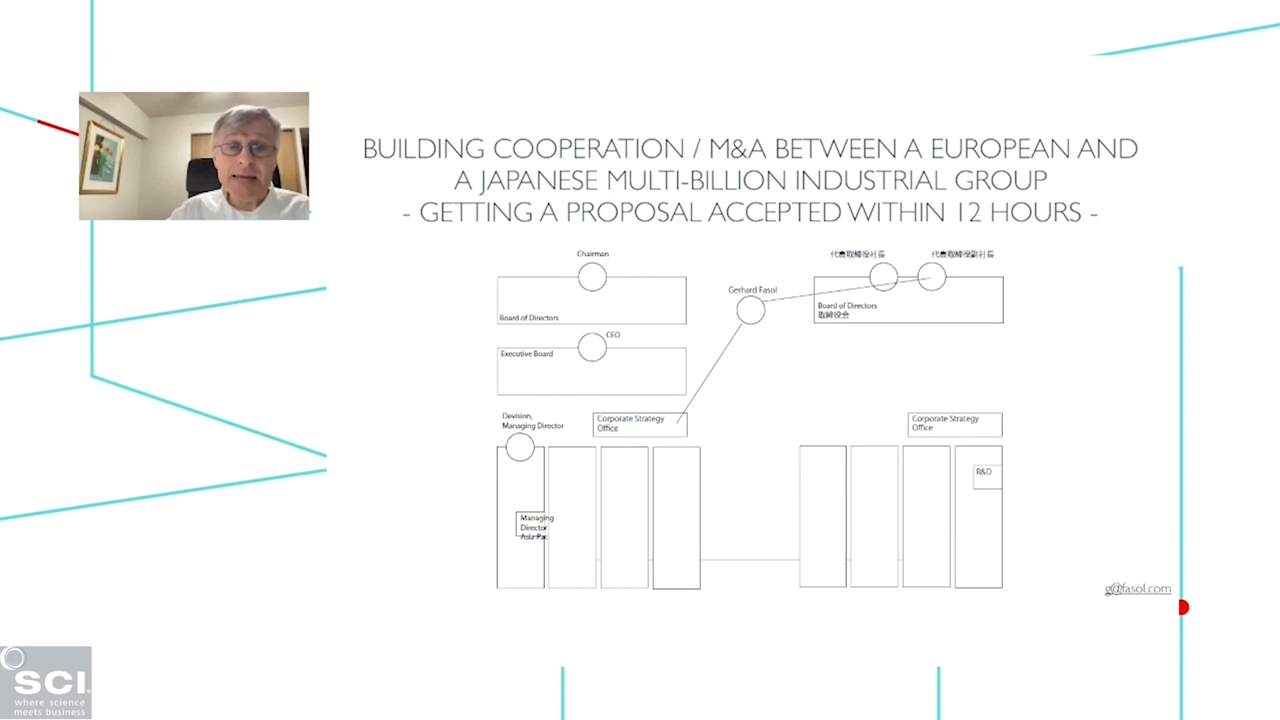 BUILDING COOPERATION / M&A BETWEEN A EUROPEAN AND
A JAPANESE MULTI-BILLION INDUSTRIAL GROUP
- GETTING A PROPOSAL ACCEPTED WITHIN 12 HOURS -
Chairman
Board of Directors
CEO
Executive Board
Devision,
Managing Director
Corporate Strategy
Office
Managing
Director
Asia Pac
Gerhard Fasol
代表取締役社長
代表取締役副社長
Board of Directors
取締役会
Corporate Strategy
Office
R&D
g@fasol.com
SCI
where science
meets business